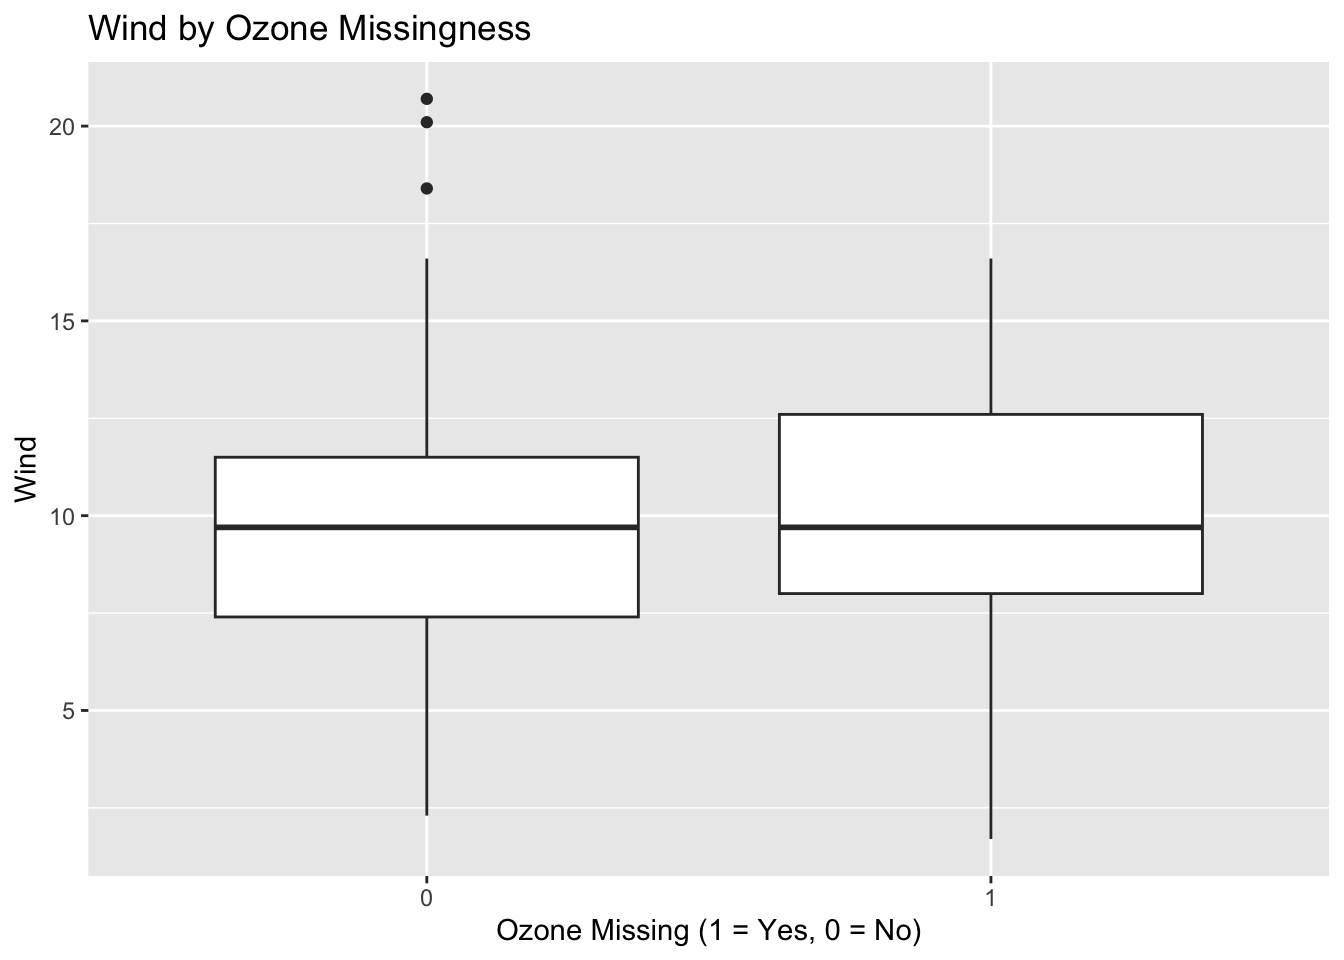 Wind by Ozone Missingness
20
15
10
5
Wind
0
1
Ozone Missing (1 = Yes, 0 = No)